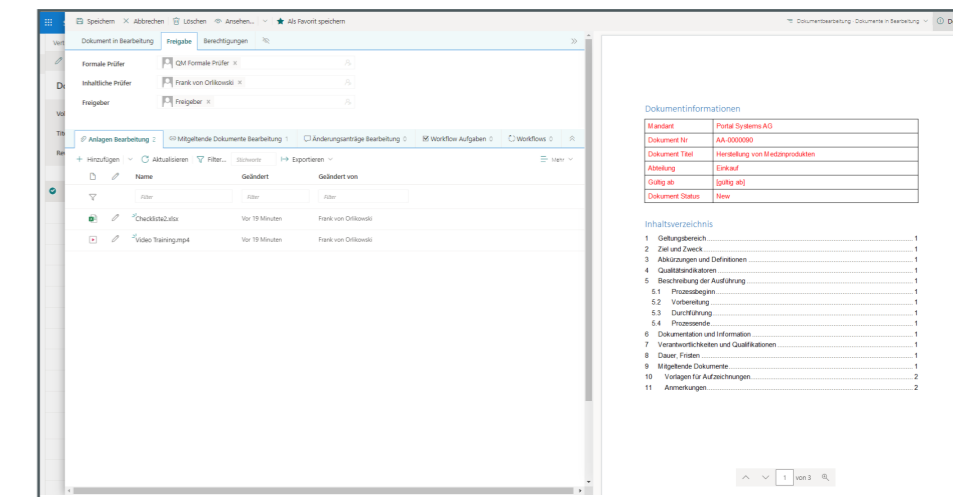 Speichern Abbrechen Löschen Ansehen... Als Favorit speichern
Dokumentbearbeitung - Dokumente in Bearbeitung
Dokument in Bearbeitung Freigabe Berechtigungen
Formale Prüfer QM Formale Prüfer ×
Inhaltliche Prüfer Frank von Orlikowski ×
Freigeber Freigeber ×
Anlagen Bearbeitung 2 Mitgeltende Dokumente Bearbeitung 1 Änderungsanträge Bearbeitung 0 Workflow Aufgaben 0 Workflows 0
+ Hinzufügen Aktualisieren Filter... Stichworte Exportieren Mehr
Name Geändert Geändert von
Filter Filter Filter
Checkliste2.xlsx Vor 19 Minuten Frank von Orlikowski
Video Training.mp4 Vor 19 Minuten Frank von Orlikowski
Dokumentinformationen
Mandant Portal Systems AG
Dokument Nr AA-0000090
Dokument Titel Herstellung von Medzinprodukten
Abteilung Einkauf
Gültig ab [gültig ab]
Dokument Status New
Inhaltsverzeichnis
1 Geltungsbereich 1
2 Ziel und Zweck 1
3 Abkürzungen und Definitionen 1
4 Qualitätsindikatoren 1
5 Beschreibung der Ausführung 1
5.1 Prozessbeginn 1
5.2 Vorbereitung 1
5.3 Durchführung 1
5.4 Prozessende 1
6 Dokumentation und Information 1
7 Verantwortlichkeiten und Qualifikationen 1
8 Dauer, Fristen 1
9 Mitgeltende Dokumente 1
10 Vorlagen für Aufzeichnungen 2
11 Anmerkungen 2
1 von 3